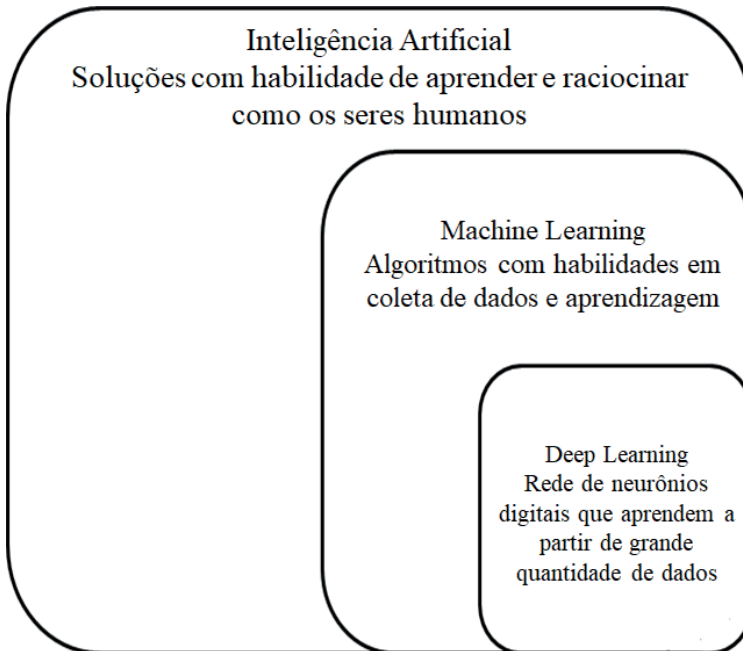 Inteligência Artificial
Soluções com habilidade de aprender e raciocinar
como os seres humanos
Machine Learning
Algoritmos com habilidades em
coleta de dados e aprendizagem
Deep Learning
Rede de neurônios
digitais que aprendem a
partir de grande
quantidade de dados